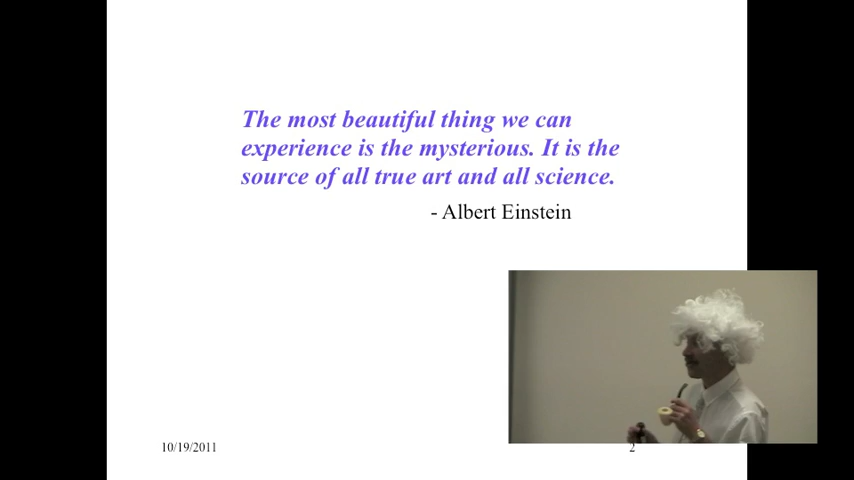 The most beautiful thing we can
experience is the mysterious. It is the
source of all true art and all science.
- Albert Einstein
10/19/2011
2